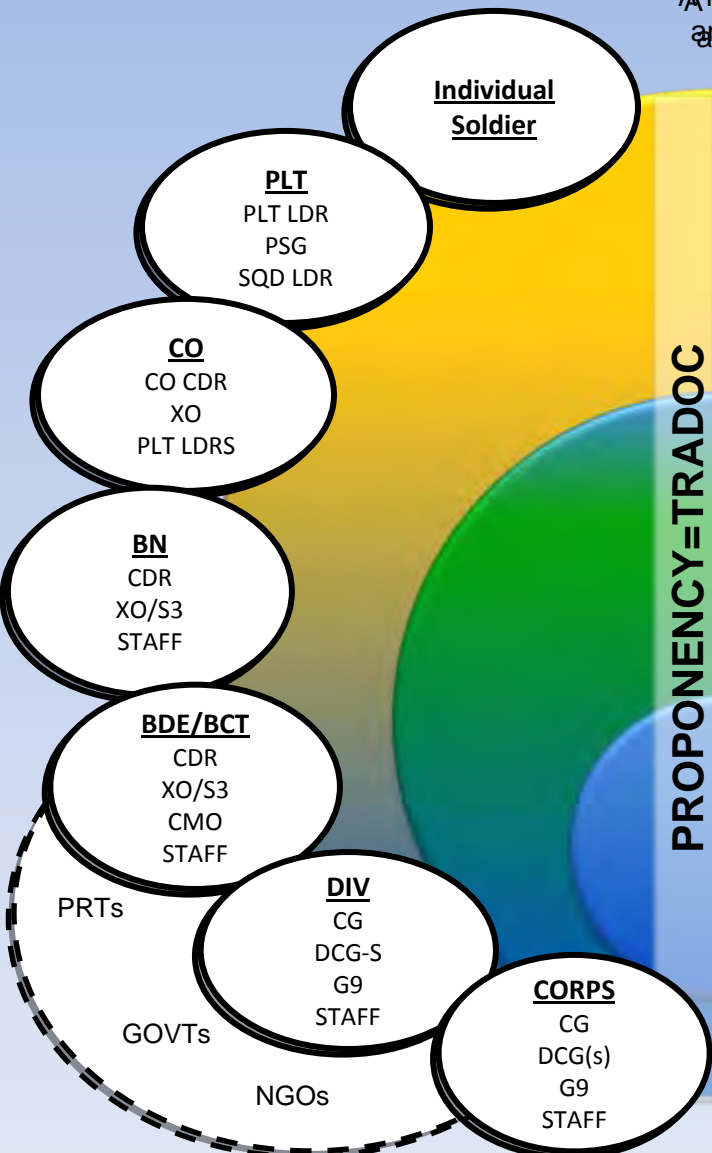 Individual
Soldier
PLT
PLT LDR
PSG
SQD LDR
CO
CO CDR
XO
PLT LDRS
BN
CDR
XO/S3
STAFF
BDE/BCT
CDR
XO/S3
CMO
STAFF
DIV
CG
DCG-S
G9
STAFF
CORPS
CG
DCG(s)
G9
STAFF
PRTs
GOVTs
NGOs
PROPONENCY=TRADOC